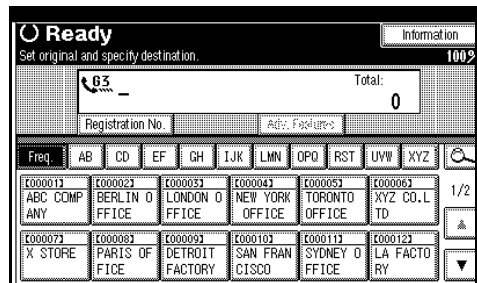 Ready
Information
Set original and specify destination.
100%
G3 _
Total:
0
Registration No.
Adv. Features
Freq. AB CD EF GH IJK LMN OPQ RST UVW XYZ
[00001] [00002] [00003] [00004] [00005] [00006]
ABC COMP BERLIN O LONDON O NEW YORK TORONTO XYZ CO.L
ANY FFICE FFICE OFFICE OFFICE TD
1/2
[00007] [00008] [00009] [00010] [00011] [00012]
X STORE PARIS OF DETROIT SAN FRAN SYDNEY O LA FACTO
FICE FACTORY CISCO FFICE RY